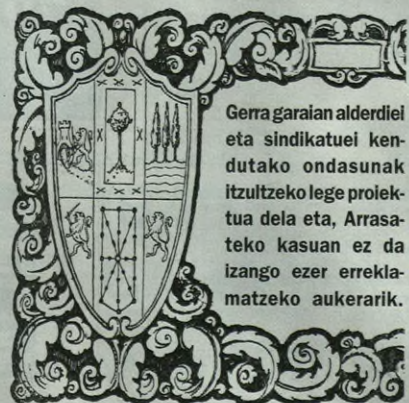 Gerra garaian alderdiei
eta sindikatuei ken-
dutako ondasunak
itzultzeko lege proiek-
tua dela eta, Arrasa-
teko kasuan ez da
izango ezer errekla-
matzeko aukerarik.